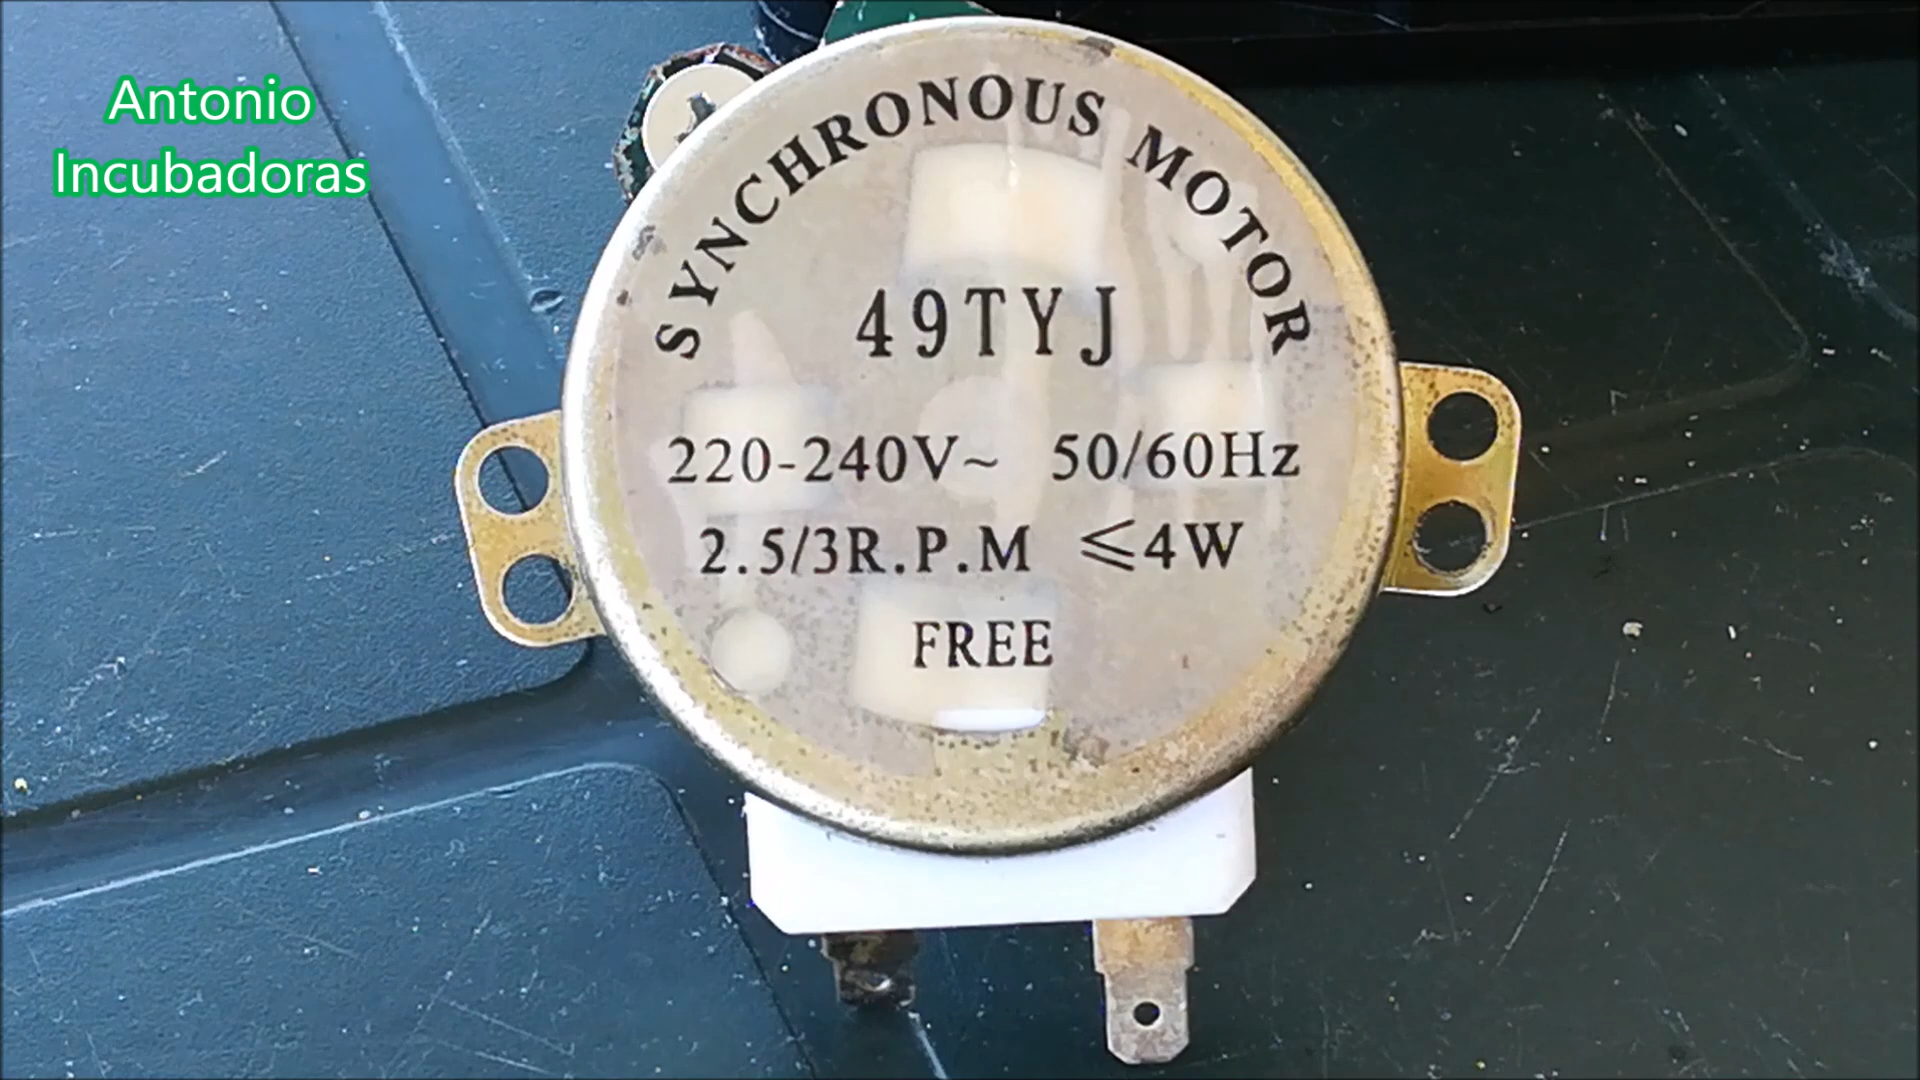 Antonio
Incubadoras
SYNCHRONOUS MOTOR
49TYJ
220-240V~ 50/60Hz
2.5/3R.P.M ≤4W
FREE